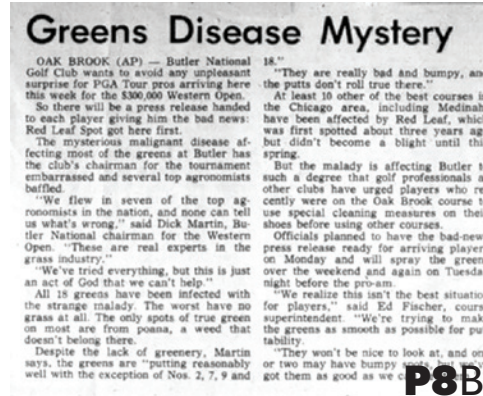 Greens Disease Mystery
OAK BROOK (AP) — Butler National
Golf Club wants to avoid any unpleasant
surprise for PGA Tour pros arriving here
this week for the $300,000 Western Open.
So there will be a press release handed
to each player giving him the bad news:
Red Leaf Spot got here first.
The mysterious malignant disease af-
fecting most of the greens at Butler has
the club's chairman for the tournament
embarrassed and several top agronomists
baffled.
"We flew in seven of the top ag-
ronomists in the nation, and none can tell
us what's wrong," said Dick Martin, Bu-
tler National chairman for the Western
Open. "These are real experts in the
grass industry."
"We've tried everything, but this is just
an act of God that we can't help."
All 18 greens have been infected with
the strange malady. The worst have no
grass at all. The only spots of true green
on most are from poana, a weed that
doesn't belong there.
Despite the lack of greenery, Martin
says, the greens are "putting reasonably
well with the exception of Nos. 2, 7, 9 and
18."
"They are really bad and bumpy, an
the putts don't roll true there."
At least 10 other of the best courses i
the Chicago area, including Medinah
have been affected by Red Leaf, whic
was first spotted about three years ag
but didn't become a blight until thi
spring.
But the malady is affecting Butler t
such a degree that golf professionals a
other clubs have urged players who re
cently were on the Oak Brook course t
use special cleaning measures on thei
shoes before using other courses.
Officials planned to have the bad-new
press release ready for arriving player
on Monday and will spray the green
over the weekend and again on Tuesda
night before the pro-am.
"We realize this isn't the best situatio
for players," said Ed Fischer, cours
superintendent. "We're trying to mak
the greens as smooth as possible for pu
tability.
"They won't be nice to look at, and on
or two may have bumpy spots, but we'v
got them as good as we c
P8B